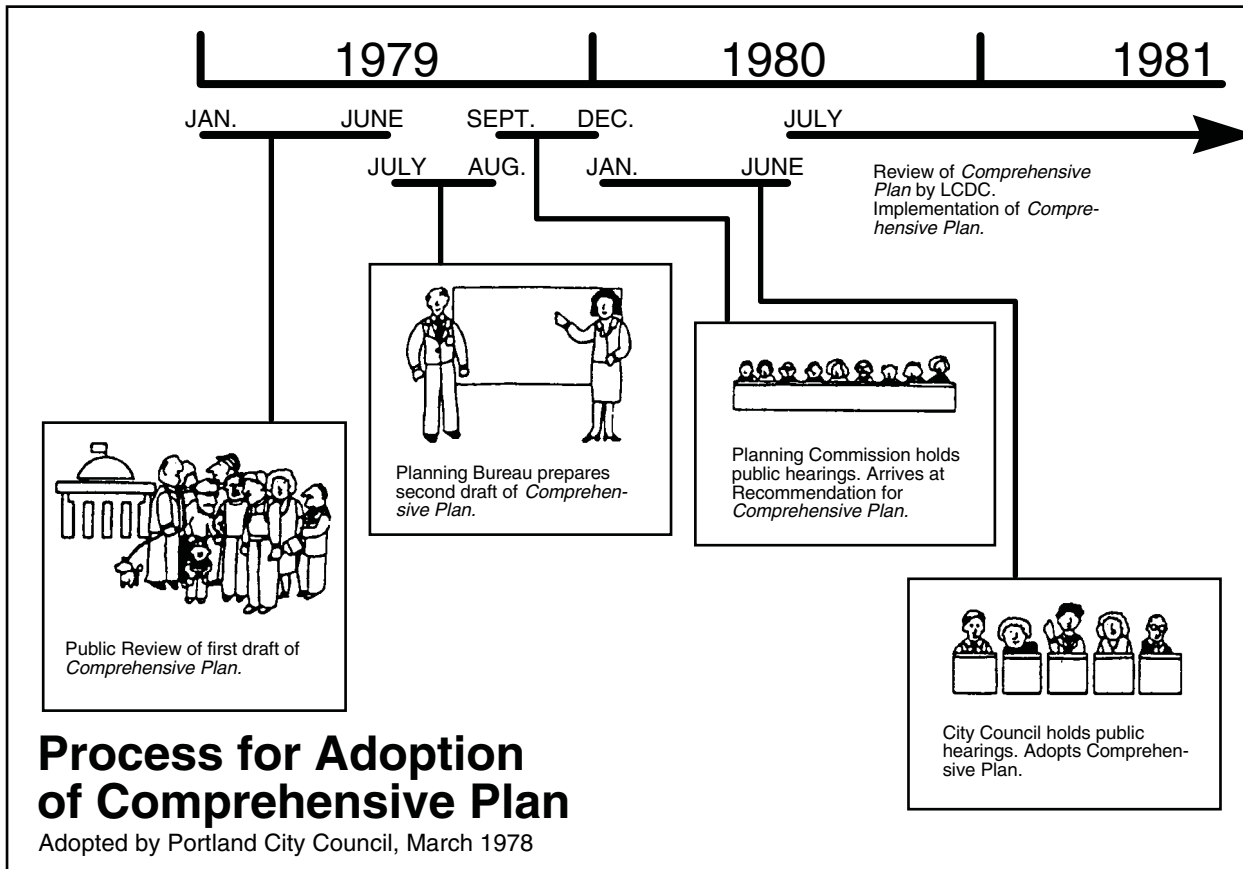 1979 1980 1981
JAN. JUNE SEPT. DEC. JULY
JULY AUG. JAN. JUNE
Review of Comprehensive
Plan by LCDC.
Implementation of Compre-
hensive Plan.
Public Review of first draft of
Comprehensive Plan.
Planning Bureau prepares
second draft of Comprehen-
sive Plan.
Planning Commission holds
public hearings. Arrives at
Recommendation for
Comprehensive Plan.
City Council holds public
hearings. Adopts Comprehen-
sive Plan.
Process for Adoption
of Comprehensive Plan
Adopted by Portland City Council, March 1978